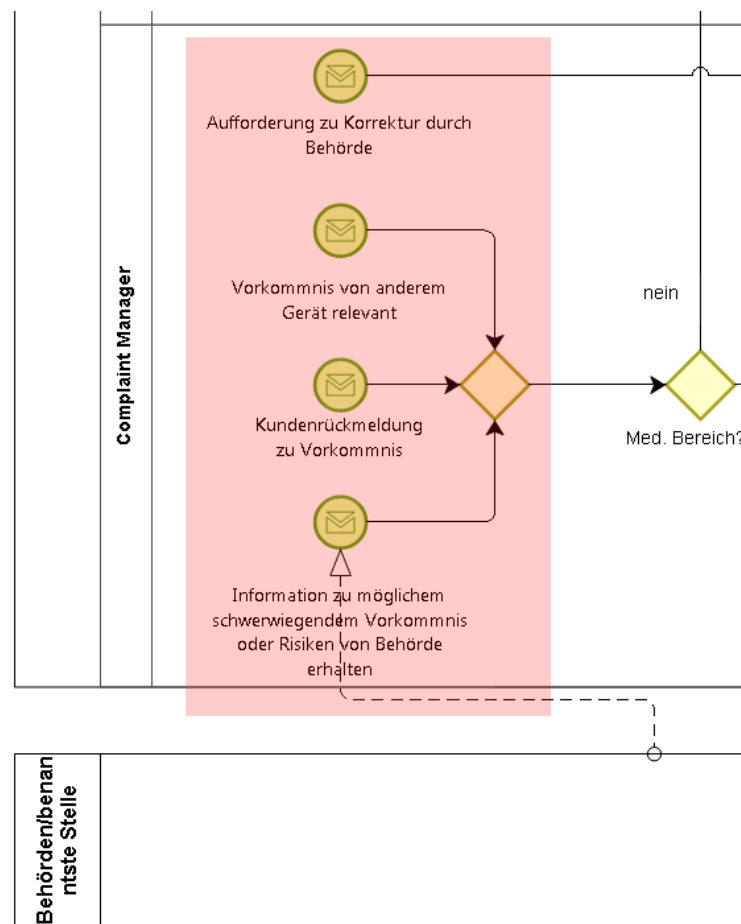 Complaint Manager
Aufforderung zu Korrektur durch
Behörde
Vorkommnis von anderem
Gerät relevant
nein
Kundenrückmeldung
zu Vorkommnis
Med. Bereich?
Information zu möglichem
schwerwiegendem Vorkommnis
oder Risiken von Behörde
erhalten
Behörden/benan
ntste Stelle